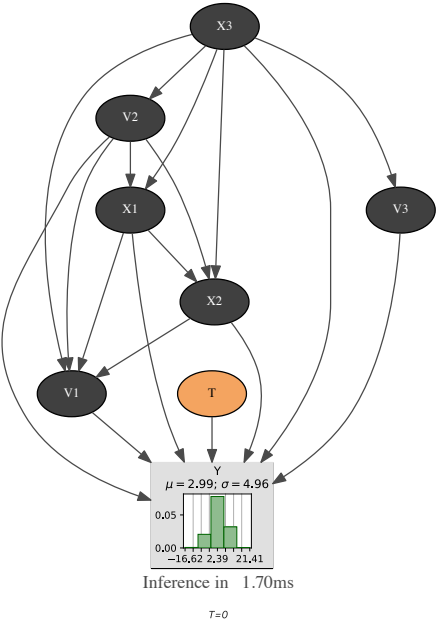 X3
V2
X1
V3
X2
V1
T
Y
μ = 2.99; σ = 4.96
0.05
0.00
−16.62 2.39 21.41
Inference in 1.70ms
T=0